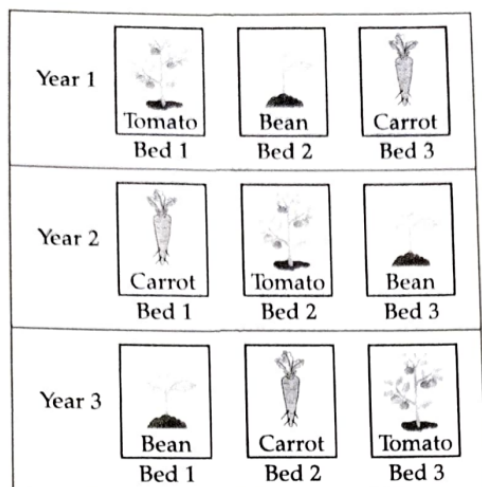 Year 1
Tomato Bean Carrot
Bed 1 Bed 2 Bed 3
Year 2
Carrot Tomato Bean
Bed 1 Bed 2 Bed 3
Year 3
Bean Carrot Tomato
Bed 1 Bed 2 Bed 3